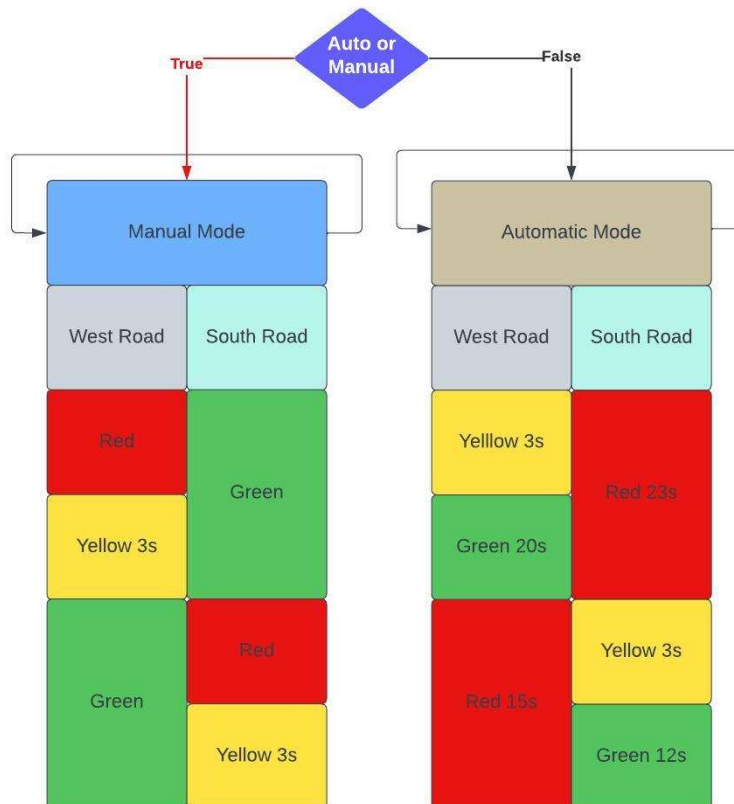 Auto or
Manual
True
False
Manual Mode
Automatic Mode
West Road
South Road
West Road
South Road
Red
Green
Yelllow 3s
Red 23s
Yellow 3s
Green 20s
Green
Red
Red 15s
Yellow 3s
Yellow 3s
Green 12s